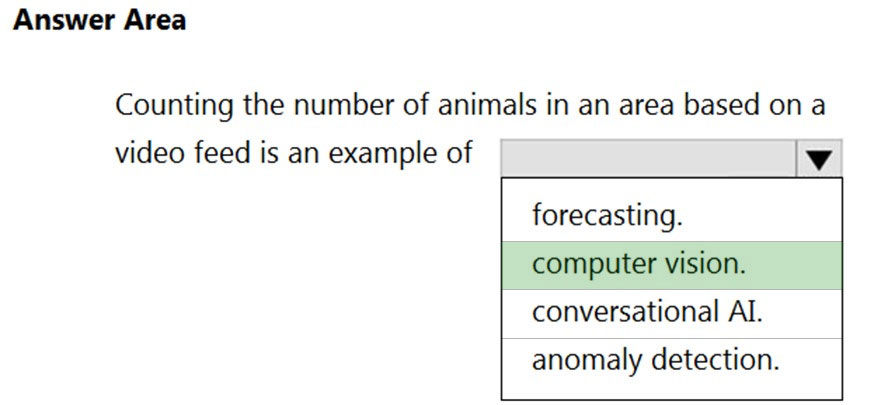 Answer Area
Counting the number of animals in an area based on a
video feed is an example of
forecasting.
computer vision.
conversational AI.
anomaly detection.